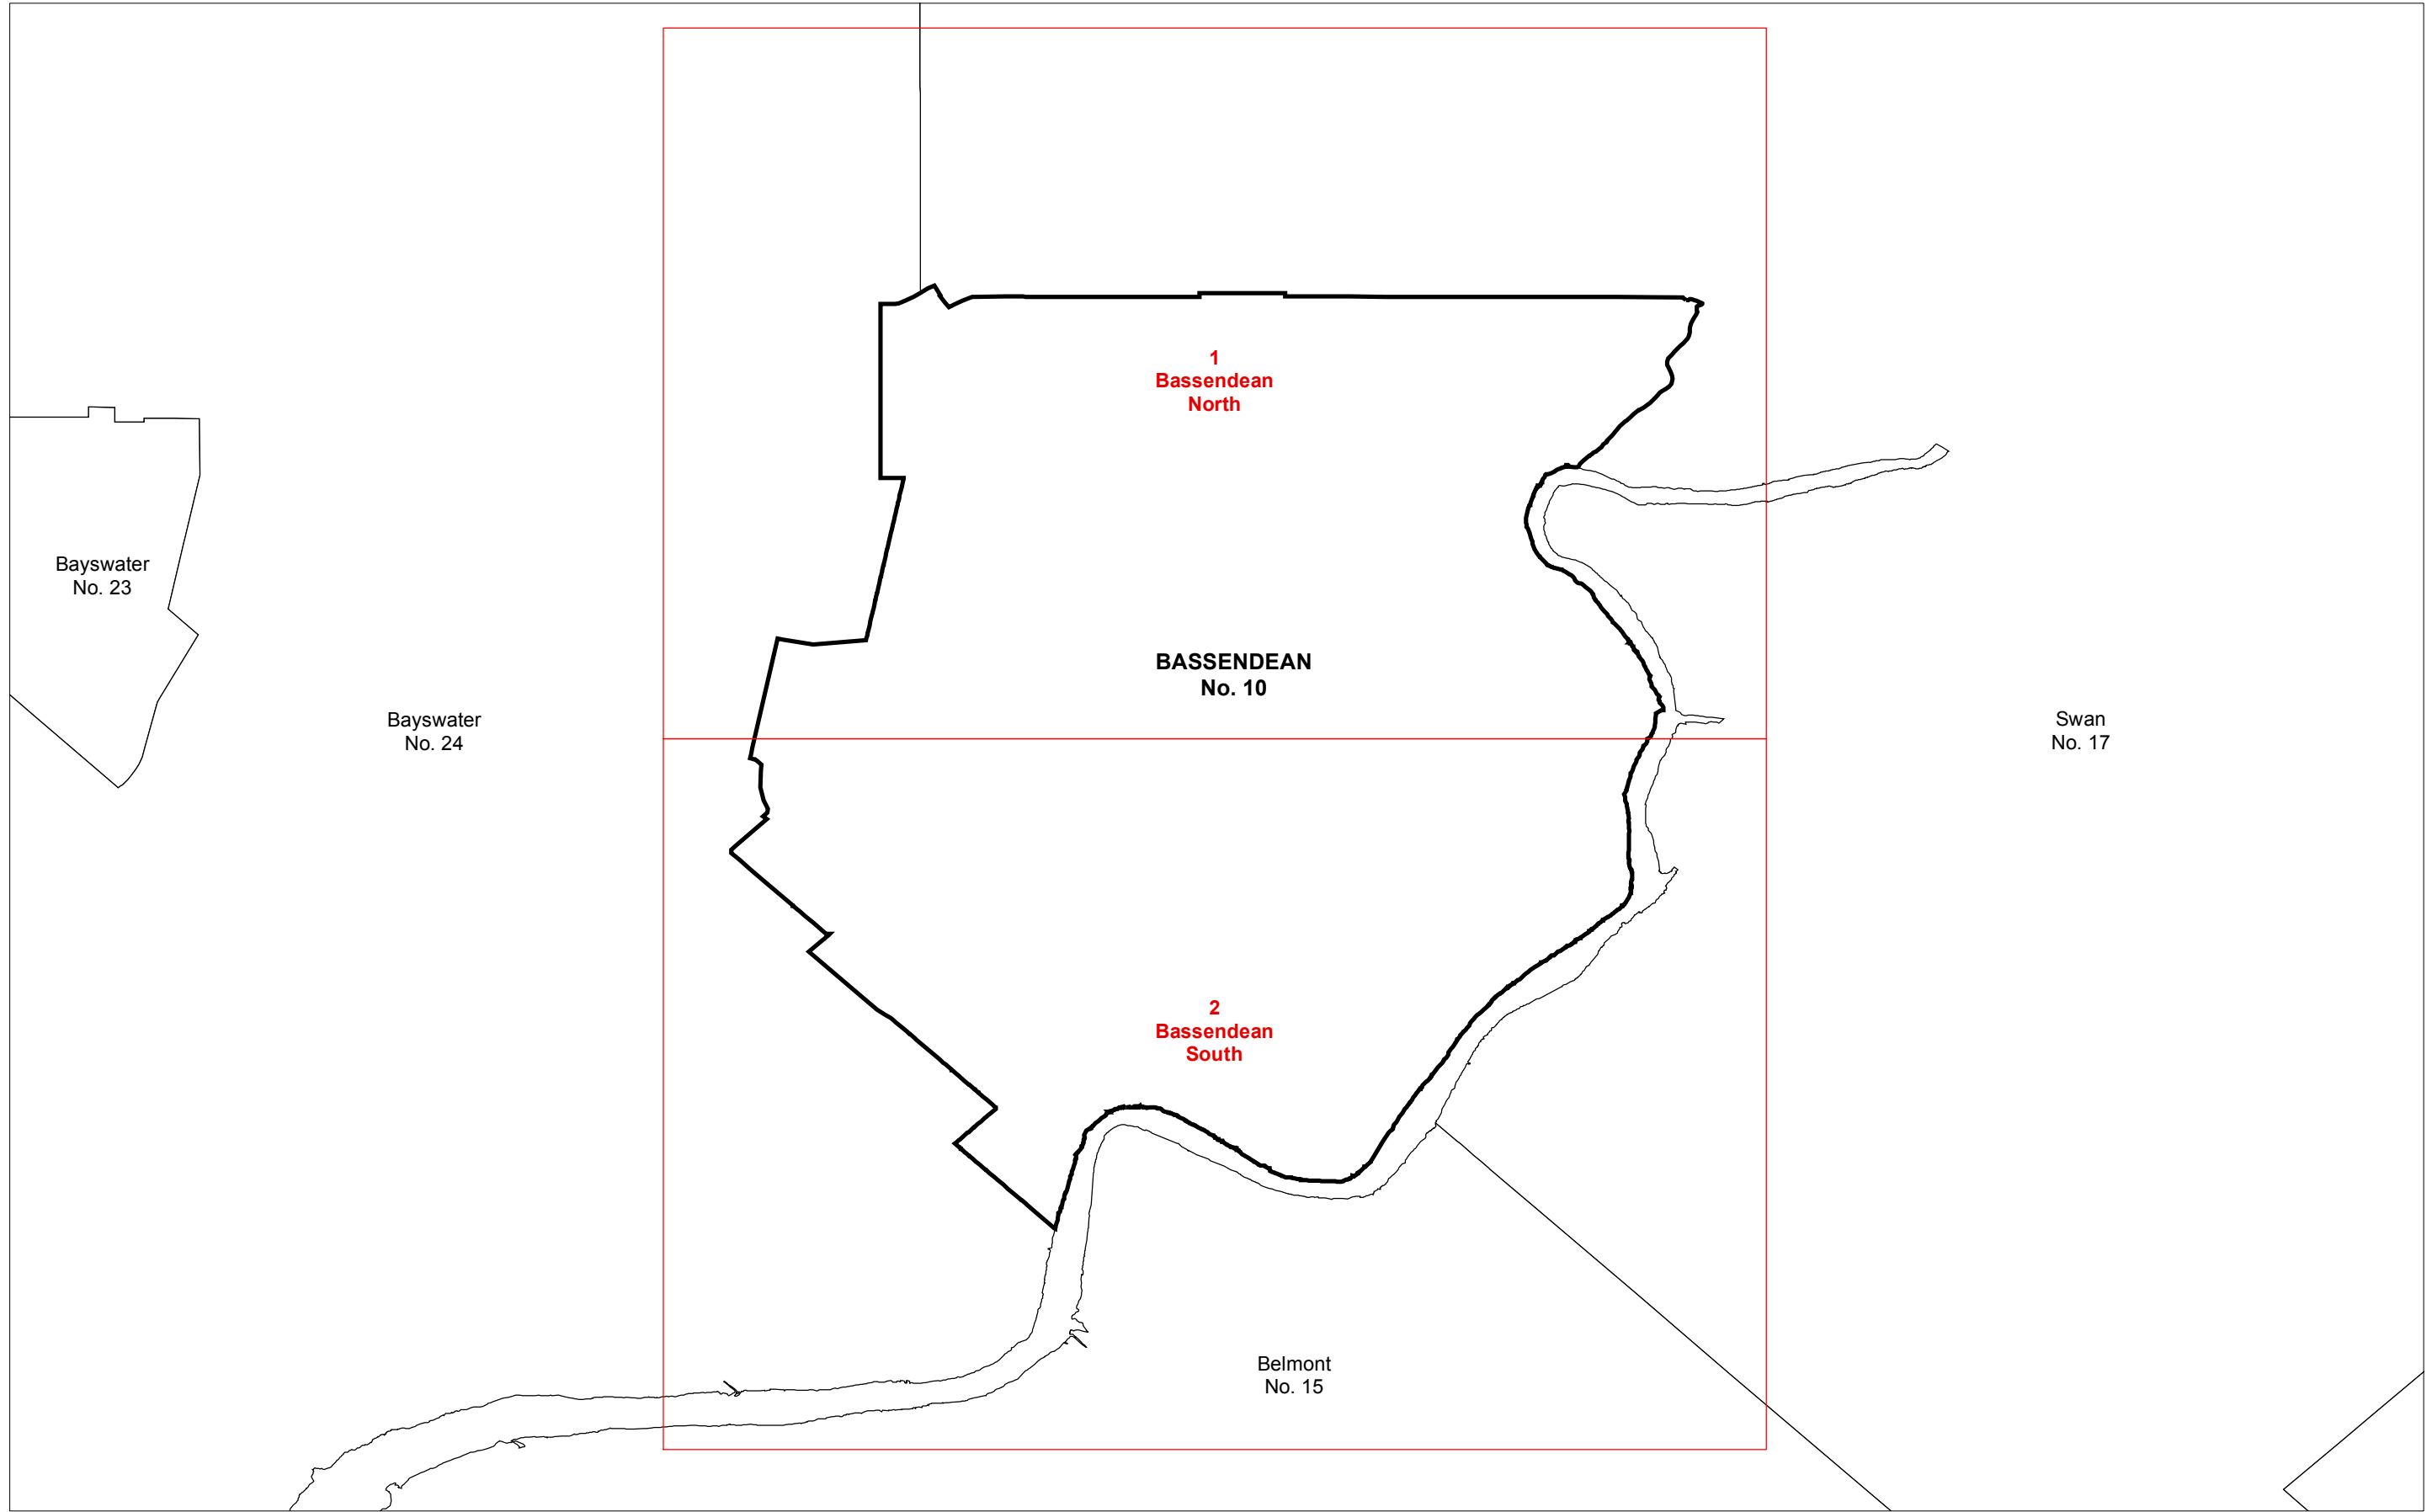 1
Bassendean
North
Bayswater
No. 23
BASSENDEAN
No. 10
Bayswater
No. 24
Swan
No. 17
2
Bassendean
South
Belmont
No. 15